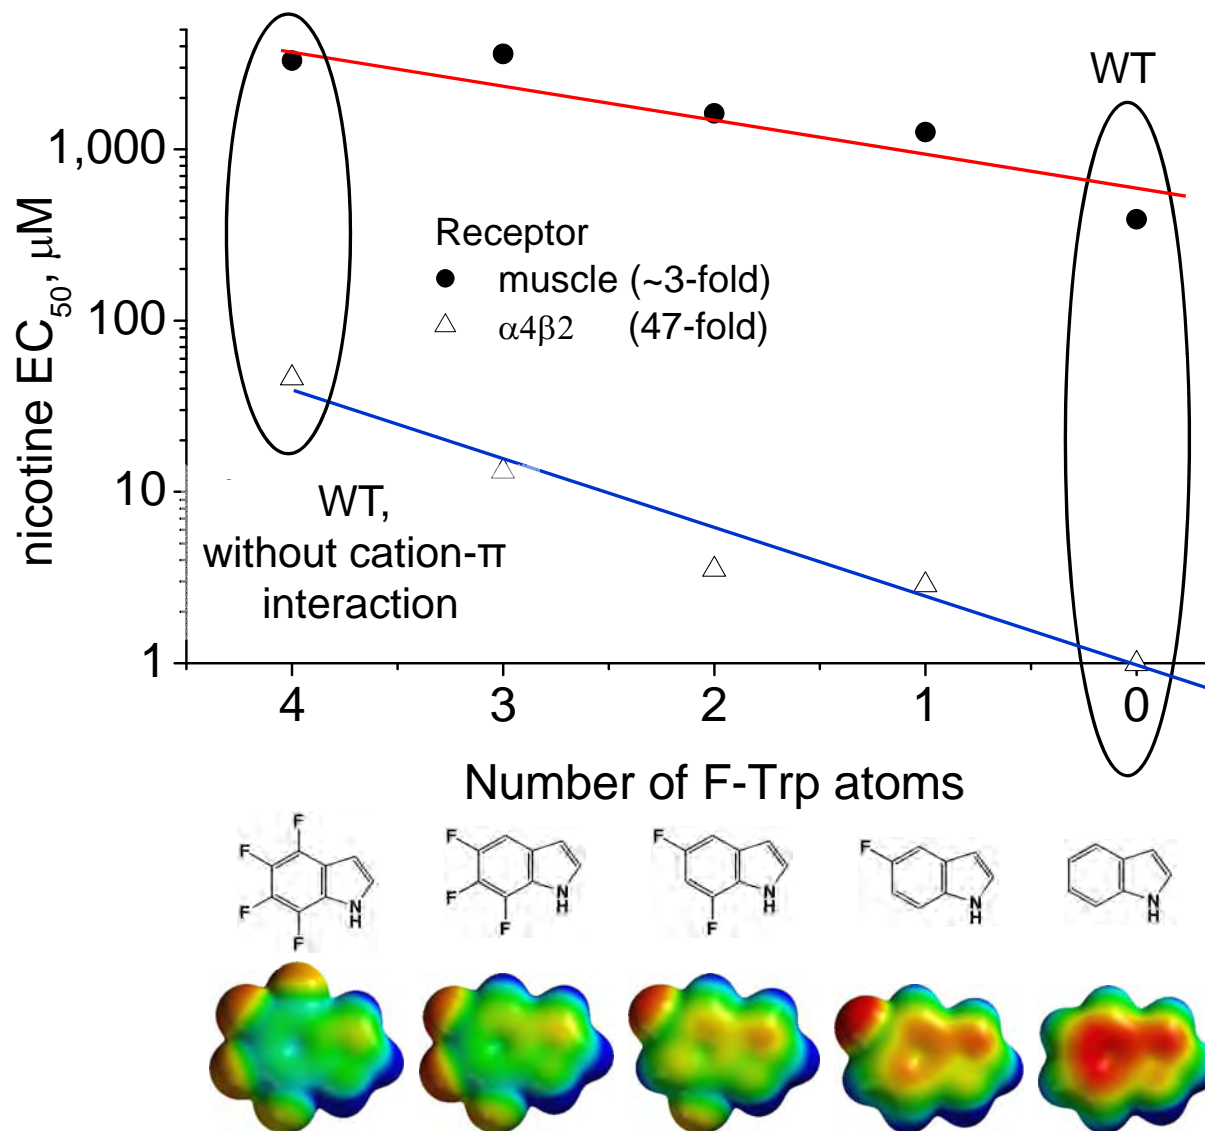 WT
1,000
100
10
1
nicotine EC50, μM
Receptor
muscle (~3-fold)
α4β2 (47-fold)
WT,
without cation-π
interaction
4 3 2 1 0
Number of F-Trp atoms
F F F F N H
F F F N H
F F N H
F N H
N H